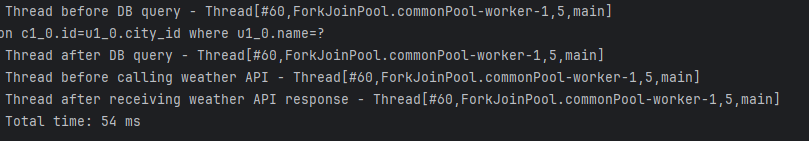 Thread before DB query - Thread[#60,ForkJoinPool.commonPool-worker-1,5,main]
on c1_0.id=u1_0.city_id where u1_0.name=?
Thread after DB query - Thread[#60,ForkJoinPool.commonPool-worker-1,5,main]
Thread before calling weather API - Thread[#60,ForkJoinPool.commonPool-worker-1,5,main]
Thread after receiving weather API response - Thread[#60,ForkJoinPool.commonPool-worker-1,5,main]
Total time: 54 ms